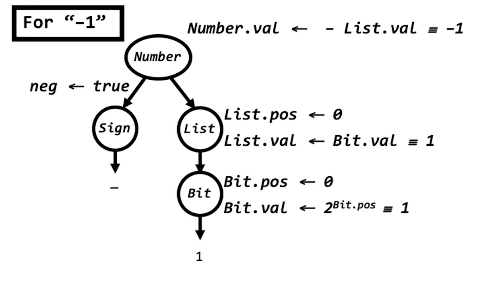 For “–1”
Number.val ← – List.val ≡ –1
Number
neg ← true
Sign
List
List.pos ← 0
List.val ← Bit.val ≡ 1
–
Bit
Bit.pos ← 0
Bit.val ← 2^Bit.pos ≡ 1
1